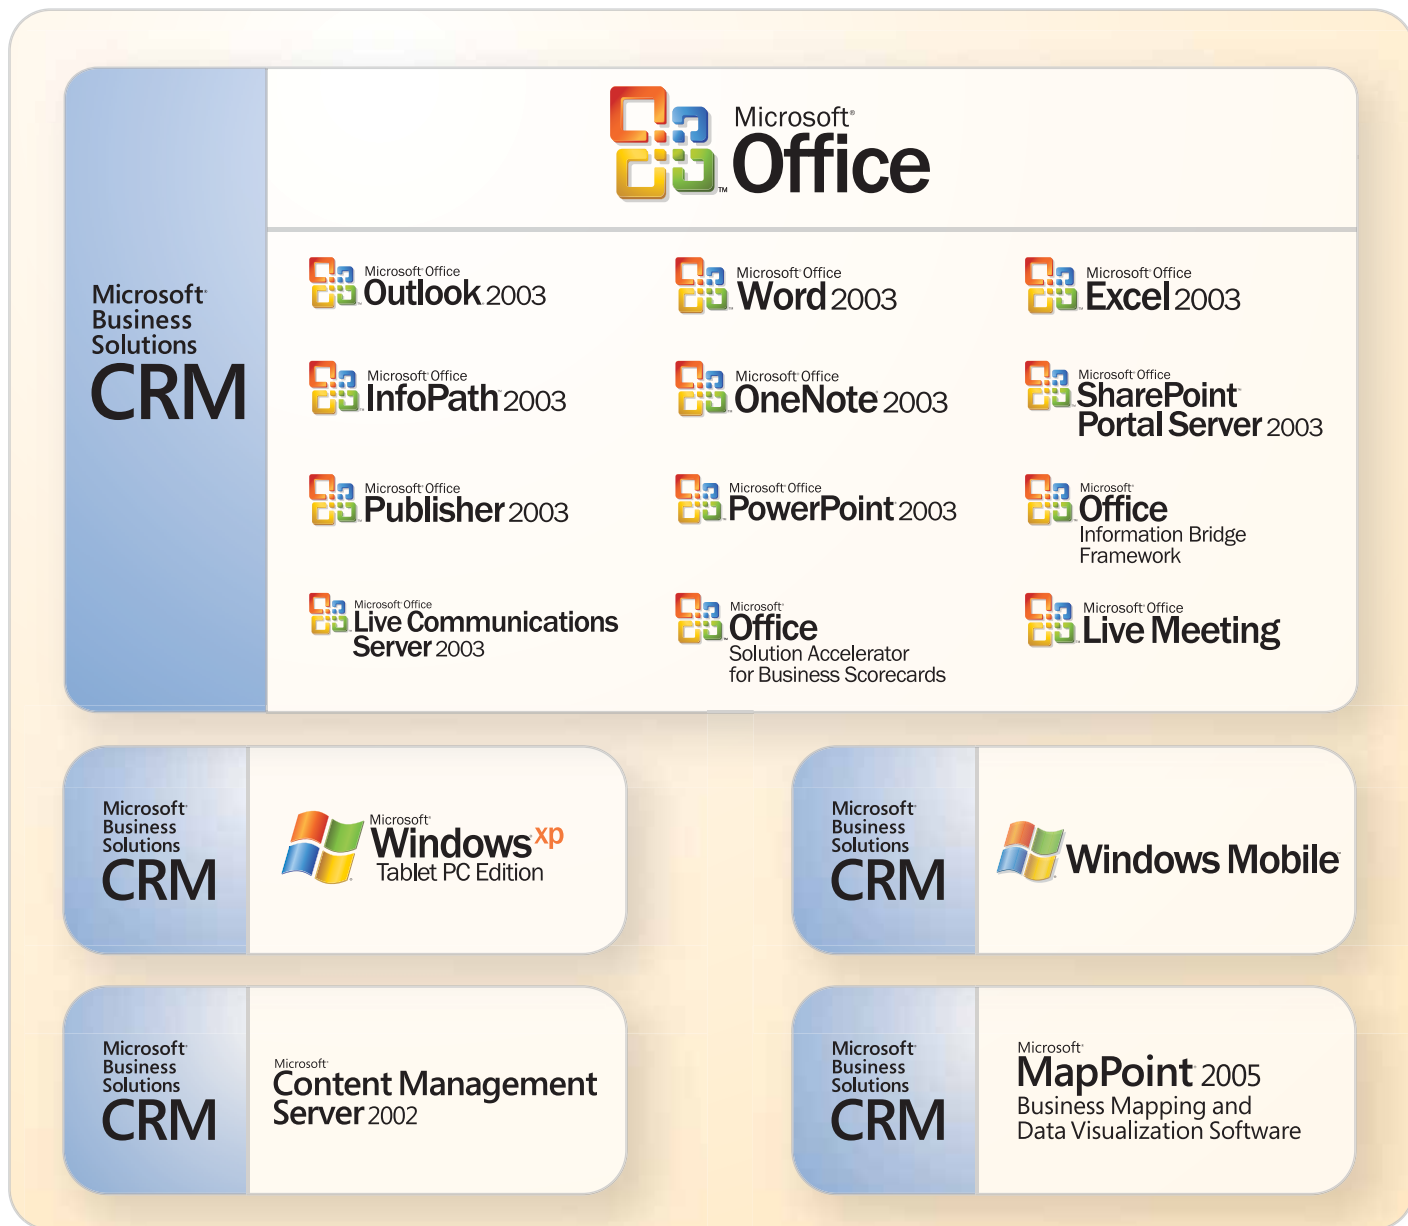 Microsoft®
Office™
Microsoft®
Business
Solutions
CRM
Microsoft® Office
Outlook® 2003
Microsoft® Office
Word 2003
Microsoft® Office
Excel 2003
Microsoft® Office
InfoPath™ 2003
Microsoft® Office
OneNote® 2003
Microsoft® Office
SharePoint™
Portal Server 2003
Microsoft® Office
Publisher 2003
Microsoft® Office
PowerPoint® 2003
Microsoft®
Office
Information Bridge
Framework
Microsoft® Office
Live Communications
Server 2003
Microsoft®
Office
Solution Accelerator
for Business Scorecards
Microsoft® Office
Live Meeting
Microsoft®
Business
Solutions
CRM
Microsoft®
Windows® xp
Tablet PC Edition
Microsoft®
Business
Solutions
CRM
Windows Mobile™
Microsoft®
Business
Solutions
CRM
Microsoft®
Content Management
Server 2002
Microsoft®
Business
Solutions
CRM
Microsoft®
MapPoint® 2005
Business Mapping and
Data Visualization Software